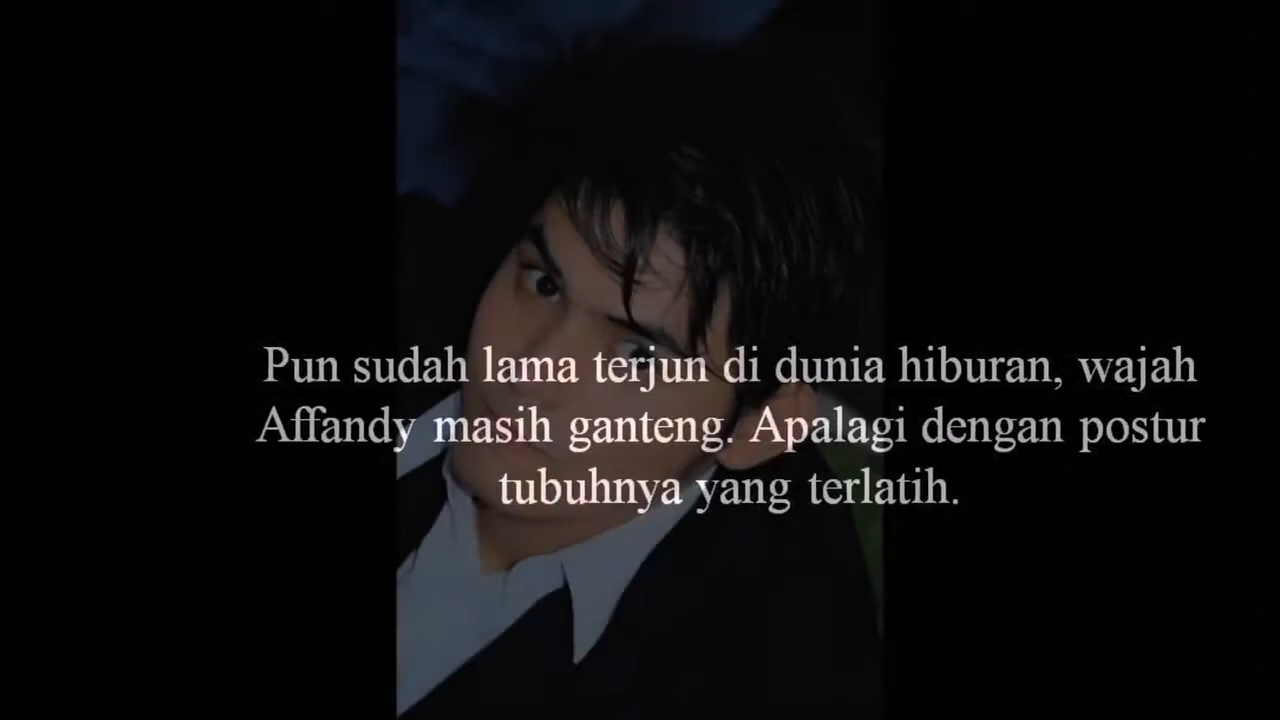 Pun sudah lama terjun di dunia hiburan, wajah
Affandy masih ganteng. Apalagi dengan postur
tubuhnya yang terlatih.